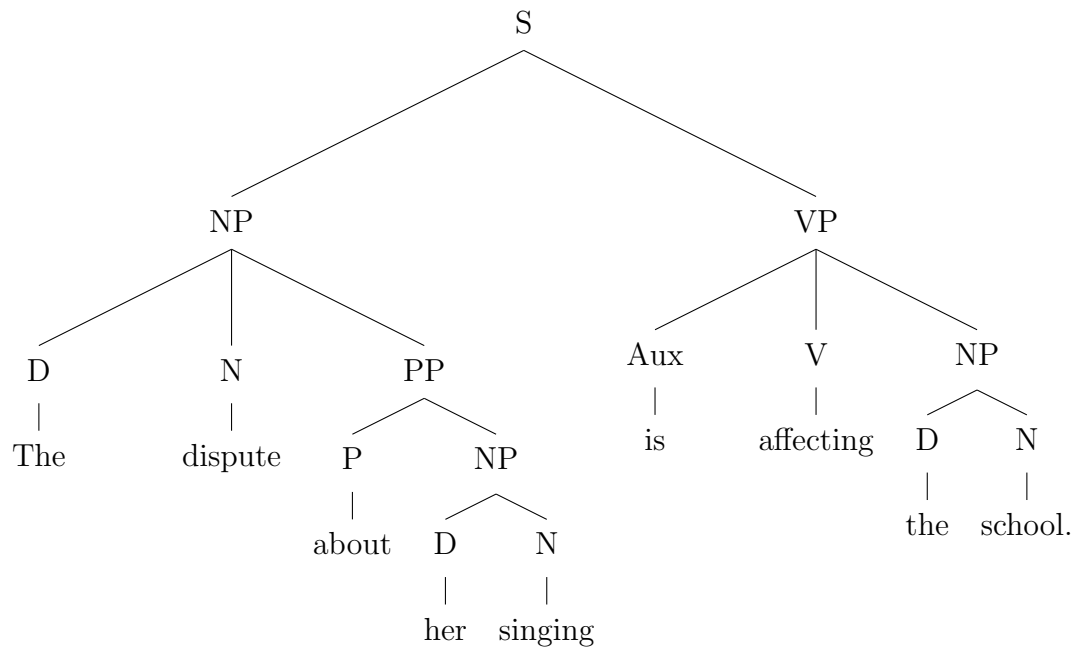 S
NP VP
D N PP Aux V NP
The dispute P NP is affecting D N
about D N the school.
her singing